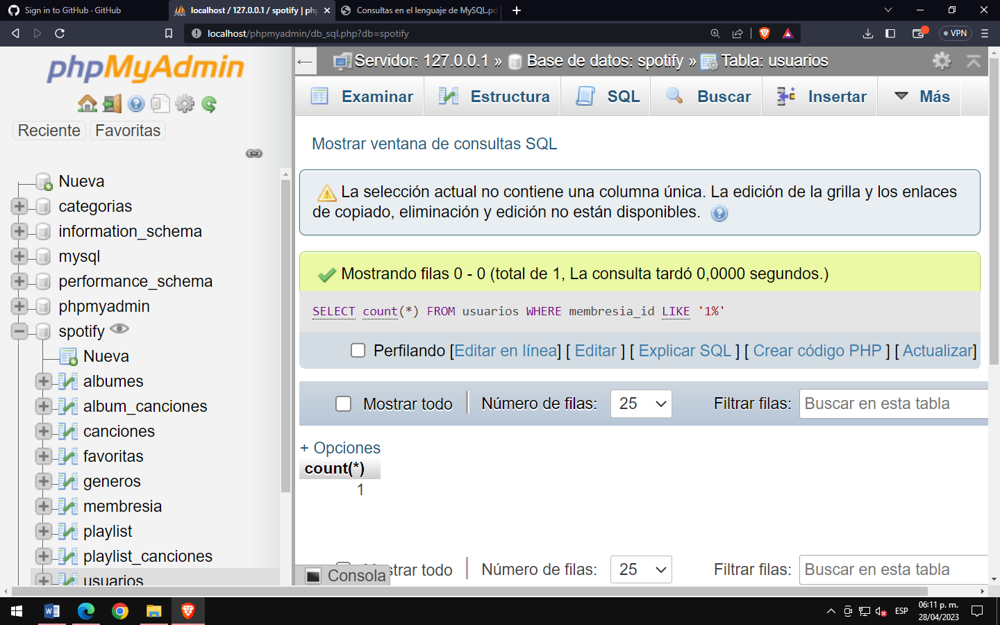 Sign in to GitHub · GitHub
localhost / 127.0.0.1 / spotify | php
Consultas en el lenguaje de MySQL.pd
localhost/phpmyadmin/db_sql.php?db=spotify
VPN
phpMyAdmin
Reciente
Favoritas
Nueva
categorias
information_schema
mysql
performance_schema
phpmyadmin
spotify
Nueva
albumes
album_canciones
canciones
favoritas
generos
membresia
playlist
playlist_canciones
usuarios
Servidor: 127.0.0.1 » Base de datos: spotify » Tabla: usuarios
Examinar
Estructura
SQL
Buscar
Insertar
Más
Mostrar ventana de consultas SQL
La selección actual no contiene una columna única. La edición de la grilla y los enlaces
de copiado, eliminación y edición no están disponibles.
Mostrando filas 0 - 0 (total de 1, La consulta tardó 0,0000 segundos.)
SELECT count(*) FROM usuarios WHERE membresia_id LIKE '1%'
Perfilando [Editar en línea] [ Editar ] [ Explicar SQL ] [ Crear código PHP ] [ Actualizar]
Mostrar todo
Número de filas:
25
Filtrar filas:
Buscar en esta tabla
+ Opciones
count(*)
1
strar todo
Número de filas:
25
Filtrar filas:
Buscar en esta tabla
Consola
ESP
06:11 p. m.
28/04/2023